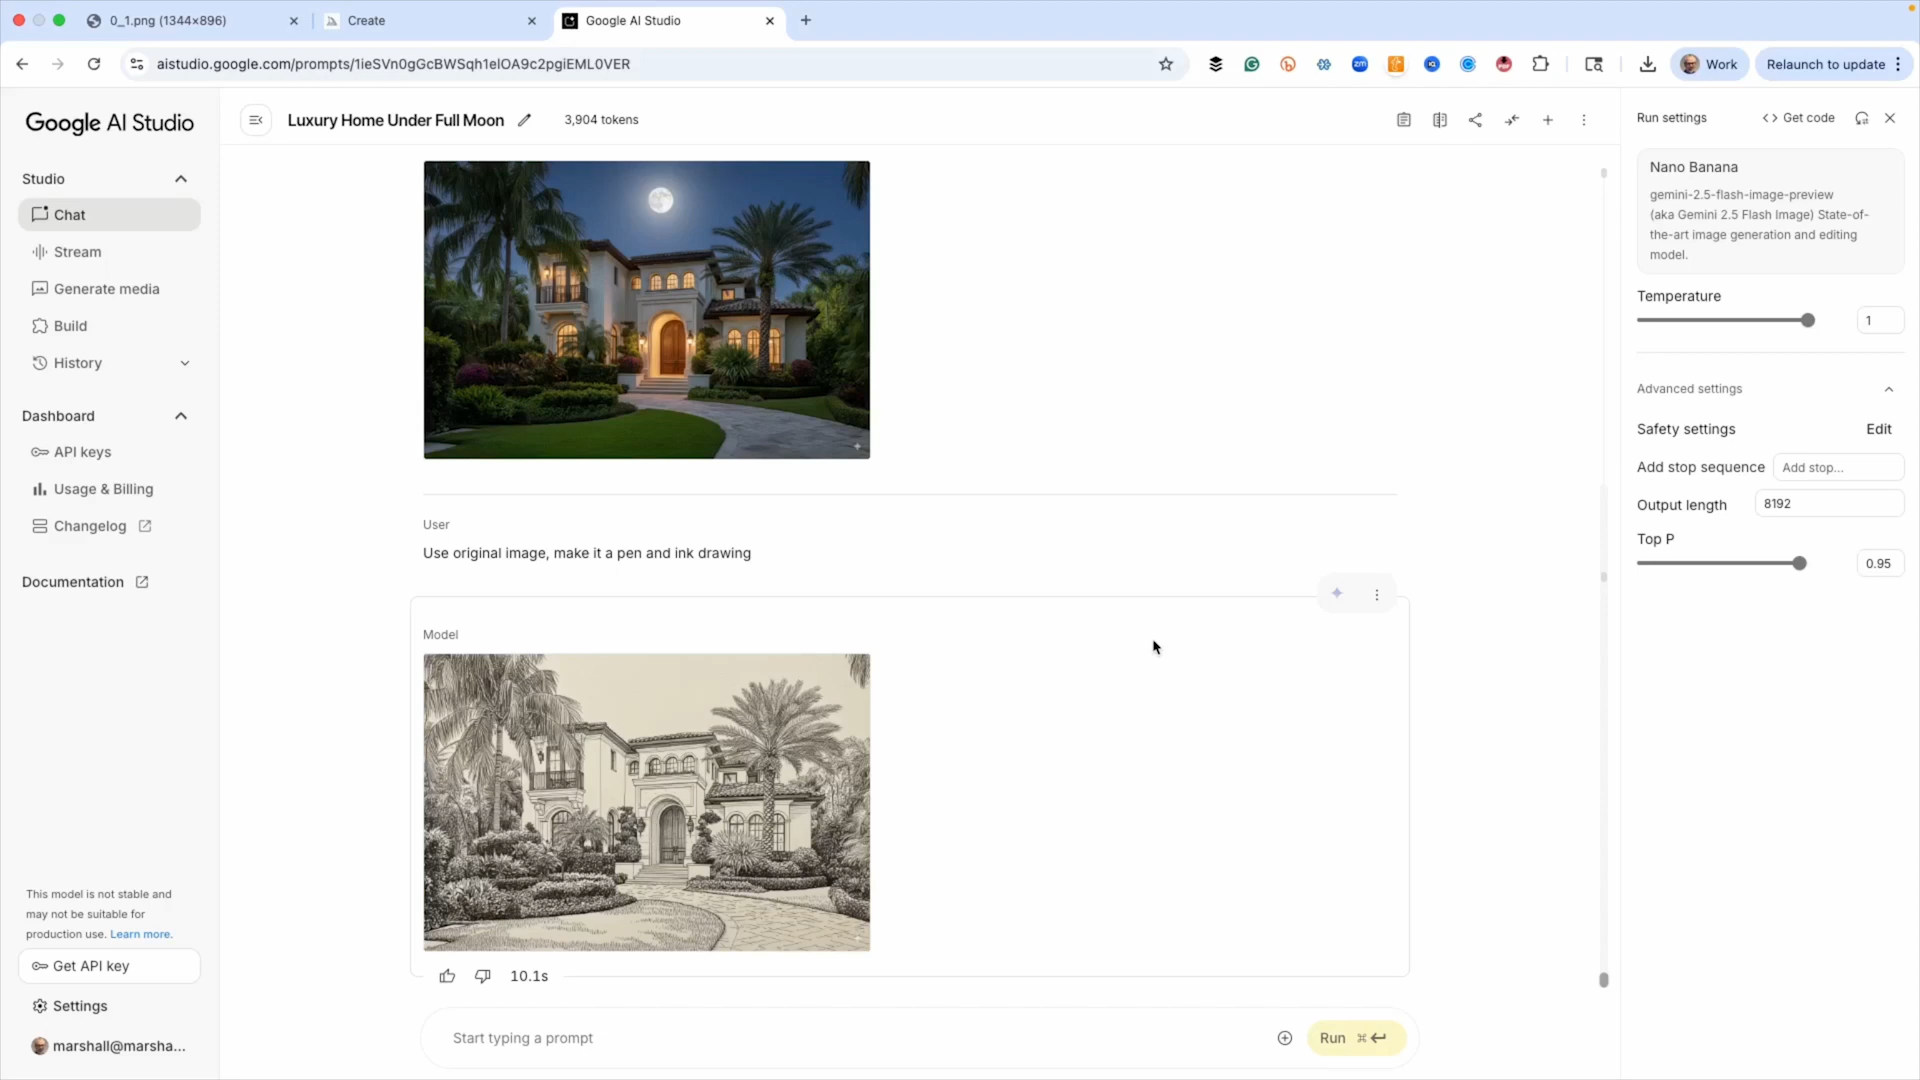 0_1.png (1344×896)
Create
Google AI Studio
aistudio.google.com/prompts/1ieSVn0gGcBWSqh1elOA9c2pgiEML0VER
Work
Relaunch to update
Google AI Studio
Studio
Chat
Stream
Generate media
Build
History
Dashboard
API keys
Usage & Billing
Changelog
Documentation
This model is not stable and
may not be suitable for
production use. Learn more.
Get API key
Settings
marshall@marsha...
Luxury Home Under Full Moon
3,904 tokens
User
Use original image, make it a pen and ink drawing
Model
10.1s
Start typing a prompt
Run ⌘
Run settings
<> Get code
Nano Banana
gemini-2.5-flash-image-preview
(aka Gemini 2.5 Flash Image) State-of-
the-art image generation and editing
model.
Temperature
1
Advanced settings
Safety settings
Edit
Add stop sequence
Add stop...
Output length
8192
Top P
0.95